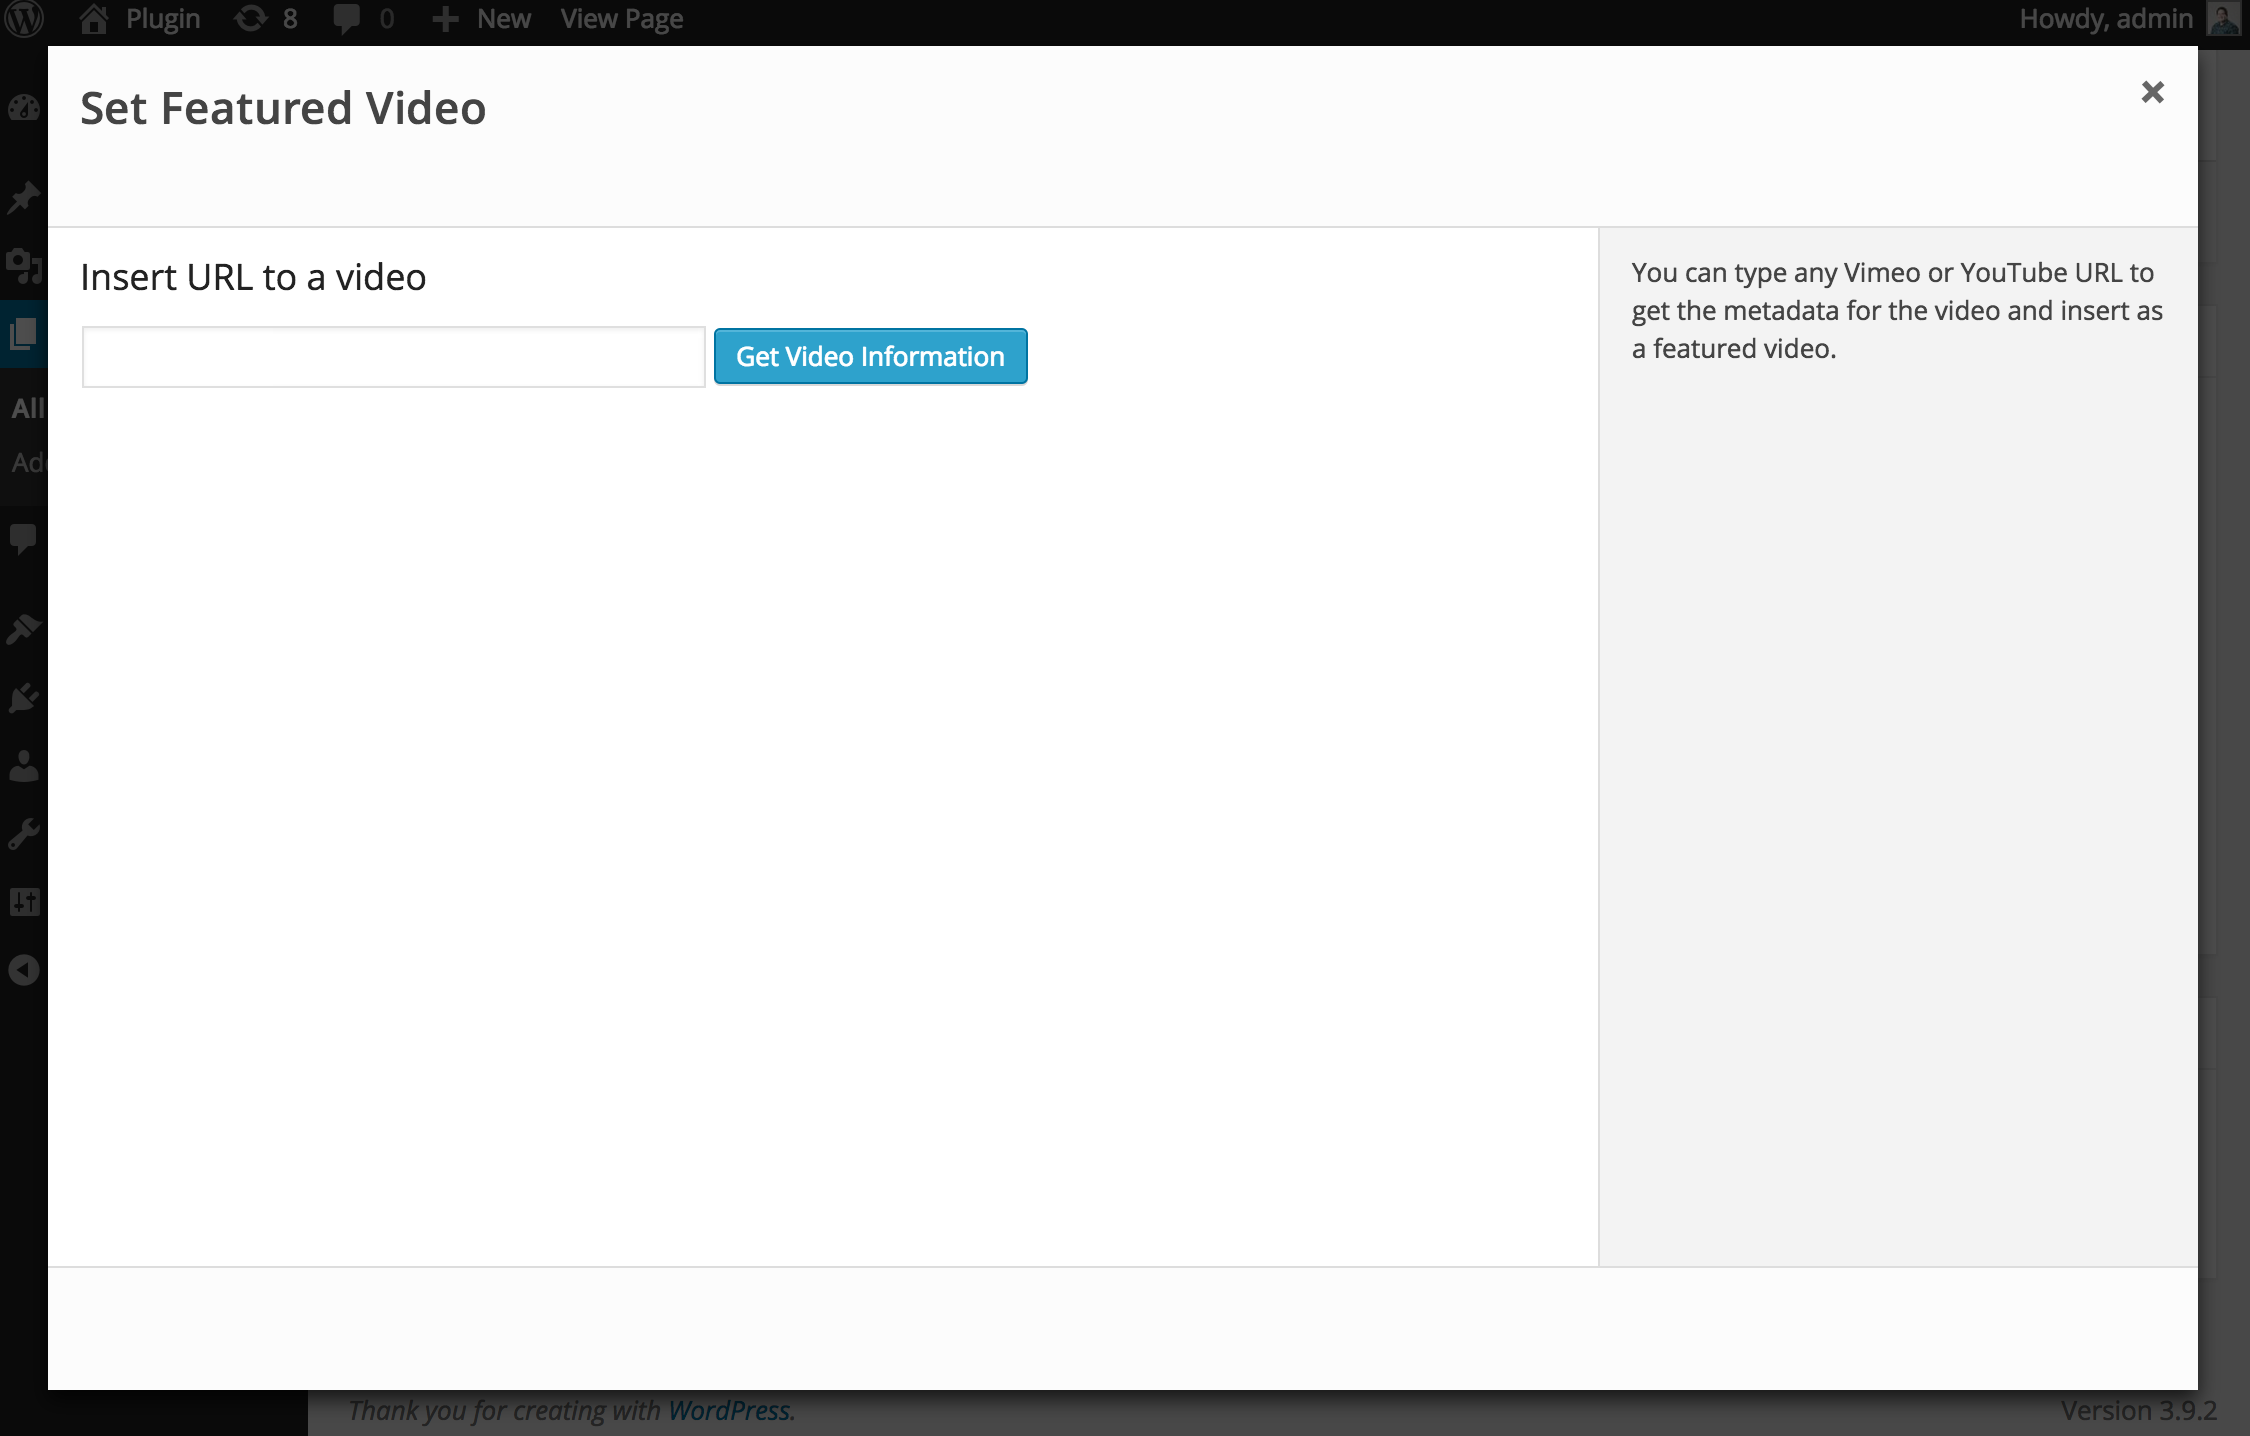 Plugin 8 0 New View Page Howdy, admin
Set Featured Video
Insert URL to a video
Get Video Information
You can type any Vimeo or YouTube URL to
get the metadata for the video and insert as
a featured video.
All
Thank you for creating with WordPress.
Version 3.9.2